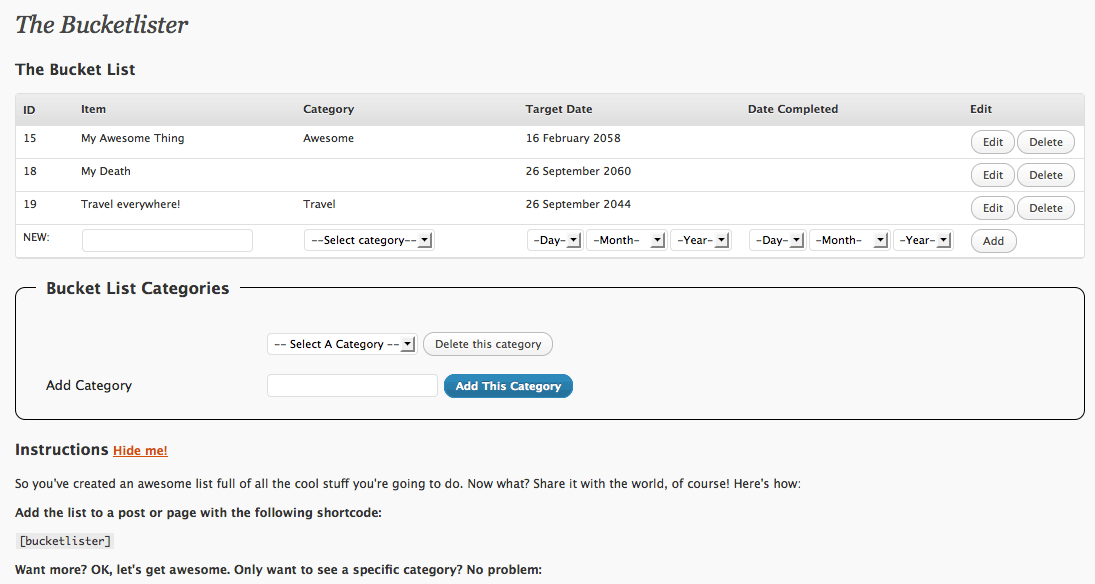 The Bucketlister
The Bucket List
ID Item Category Target Date Date Completed Edit
15 My Awesome Thing Awesome 16 February 2058 Edit Delete
18 My Death 26 September 2060 Edit Delete
19 Travel everywhere! Travel 26 September 2044 Edit Delete
NEW: --Select category-- -Day- -Month- -Year- -Day- -Month- -Year- Add
Bucket List Categories
-- Select A Category -- Delete this category
Add Category Add This Category
Instructions Hide me!
So you've created an awesome list full of all the cool stuff you're going to do. Now what? Share it with the world, of course! Here's how:
Add the list to a post or page with the following shortcode:
[bucketlister]
Want more? OK, let's get awesome. Only want to see a specific category? No problem: